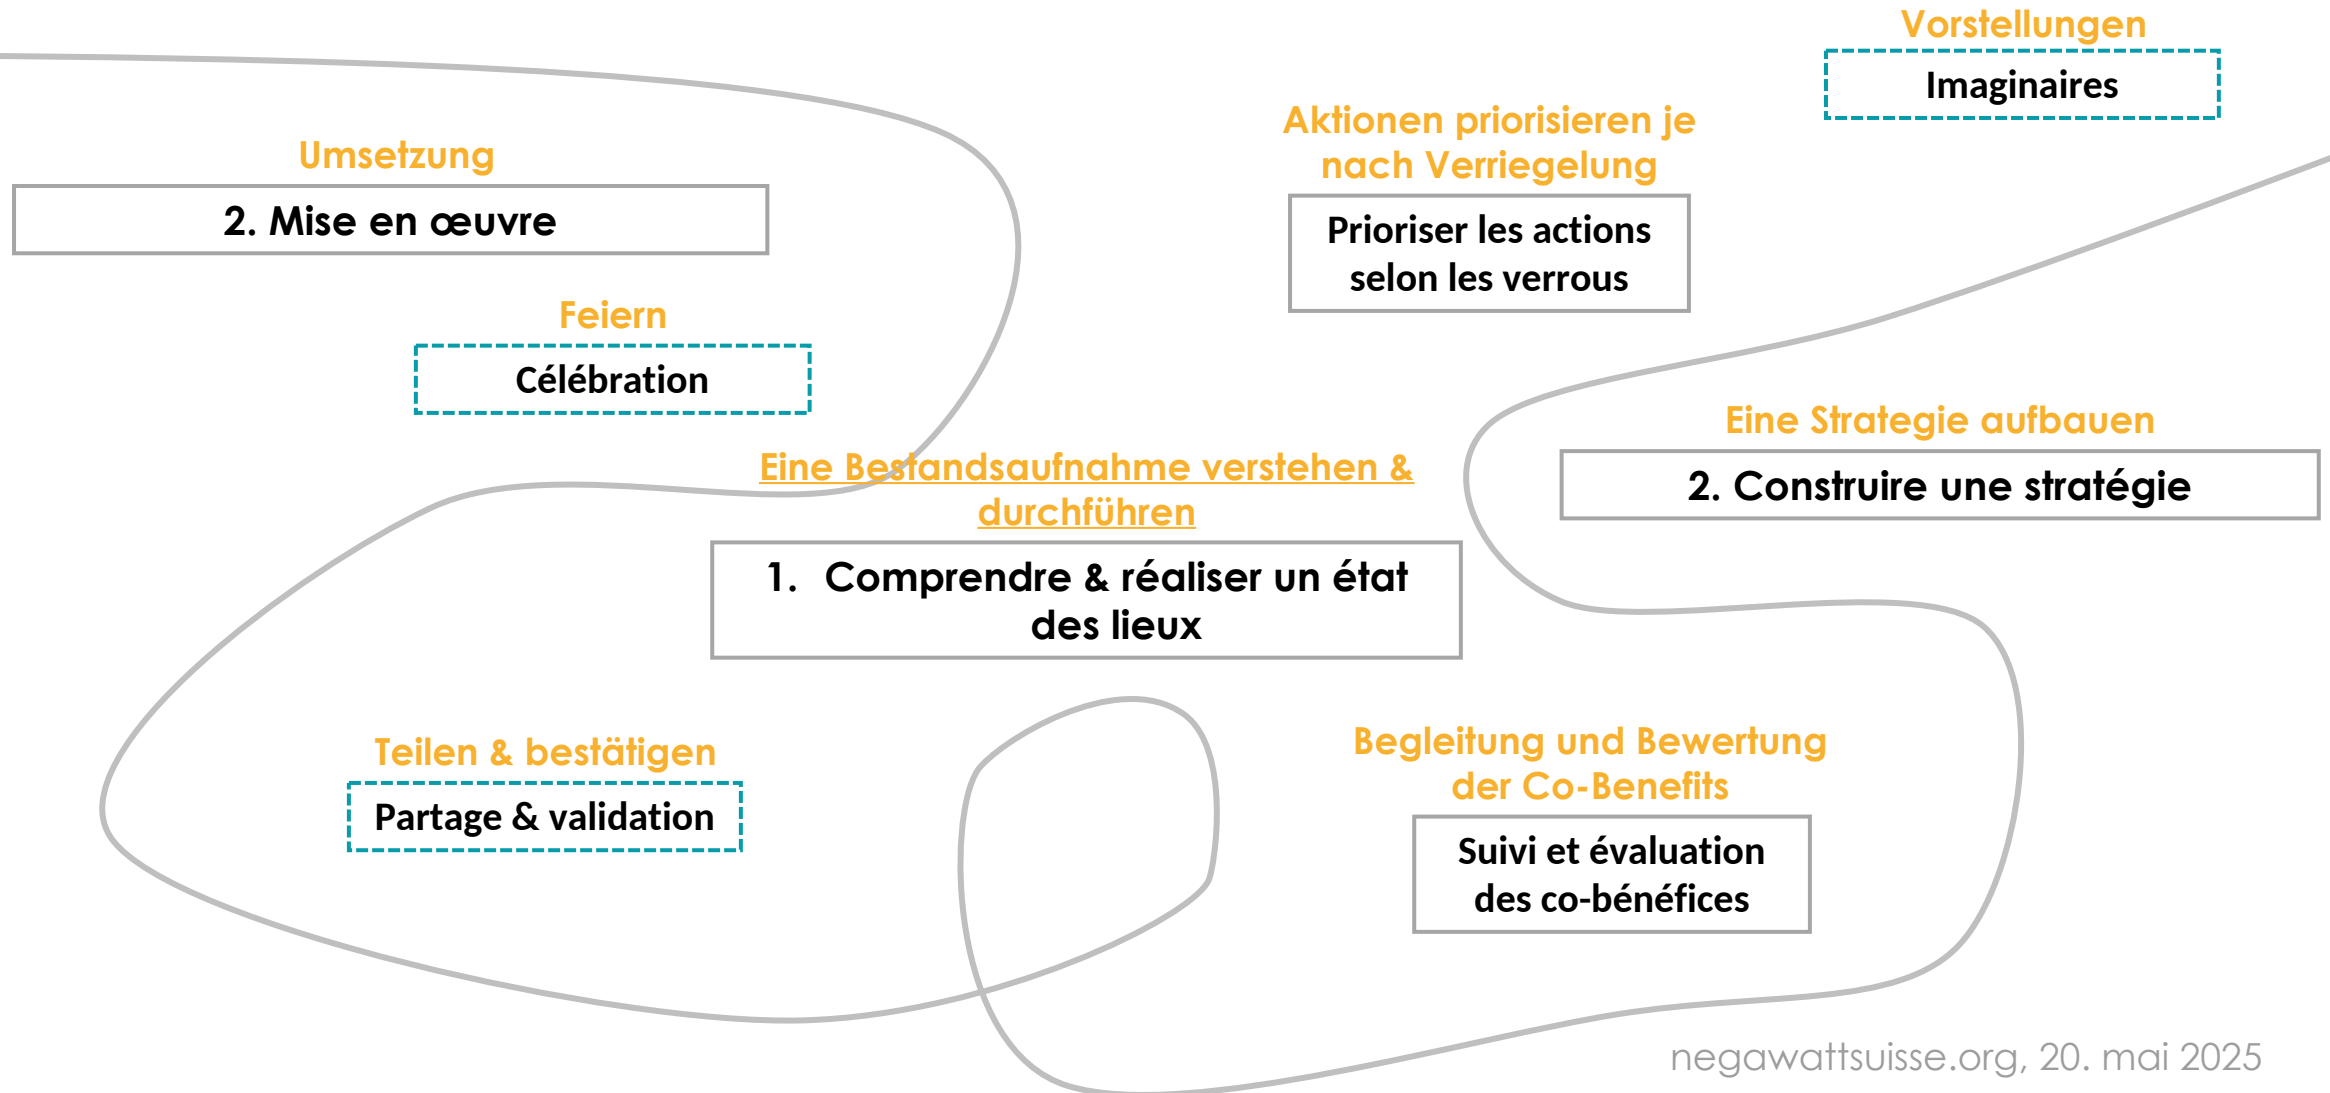 Vorstellungen
Imaginaires
Aktionen priorisieren je
nach Verriegelung
Prioriser les actions
selon les verrous
Umsetzung
2. Mise en œuvre
Feiern
Célébration
Eine Strategie aufbauen
2. Construire une stratégie
Eine Bestandsaufnahme verstehen &
durchführen
1. Comprendre & réaliser un état
des lieux
Teilen & bestätigen
Partage & validation
Begleitung und Bewertung
der Co-Benefits
Suivi et évaluation
des co-bénéfices
negawattsuisse.org, 20. mai 2025